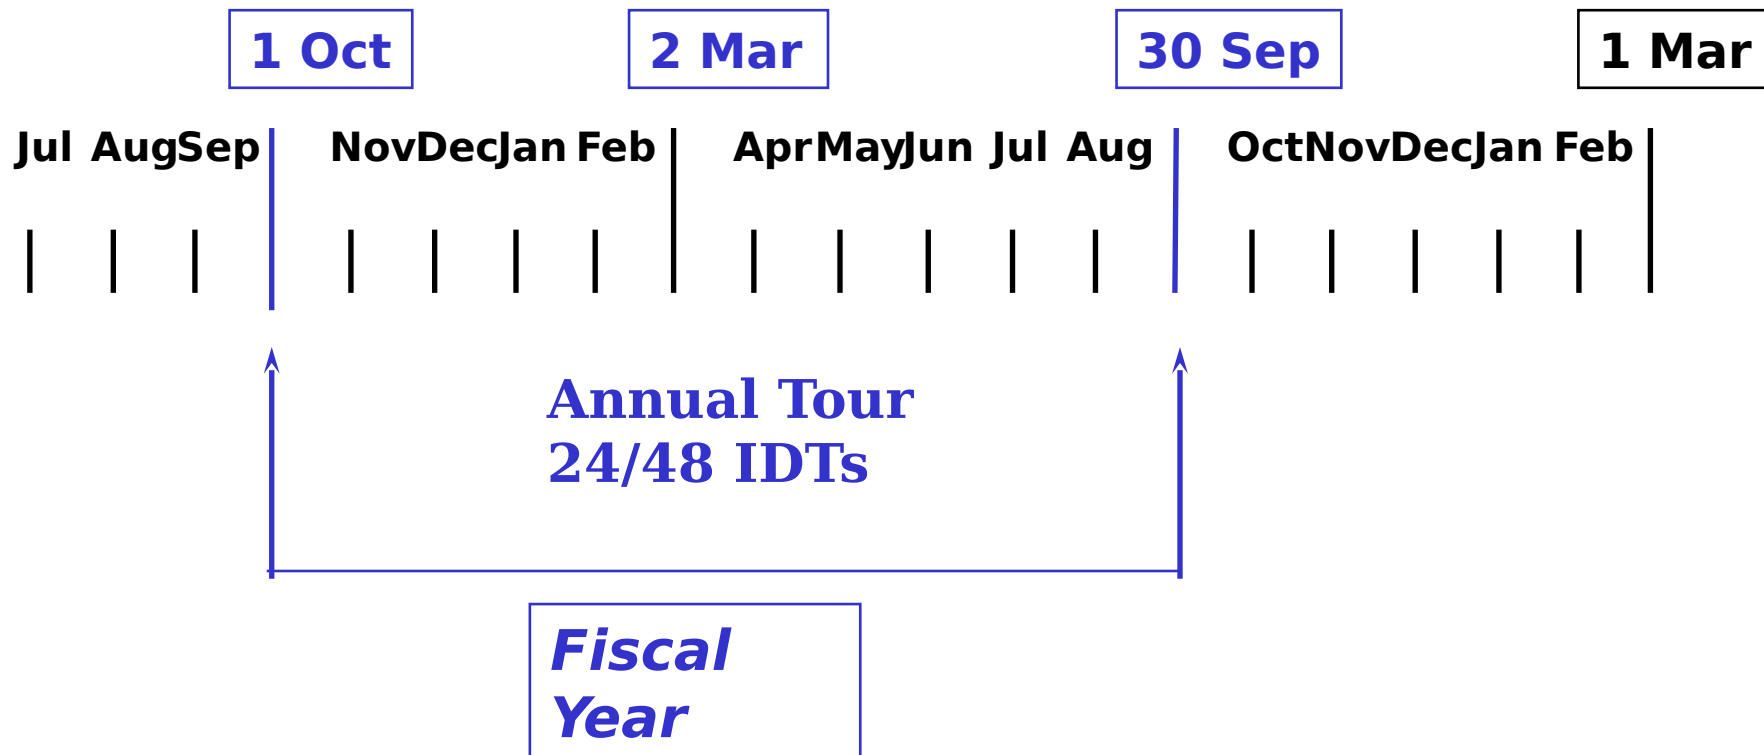 1 Oct 2 Mar 30 Sep 1 Mar
Jul Aug Sep Nov Dec Jan Feb Apr May Jun Jul Aug Oct Nov Dec Jan Feb
Annual Tour
24/48 IDTs
Fiscal
Year